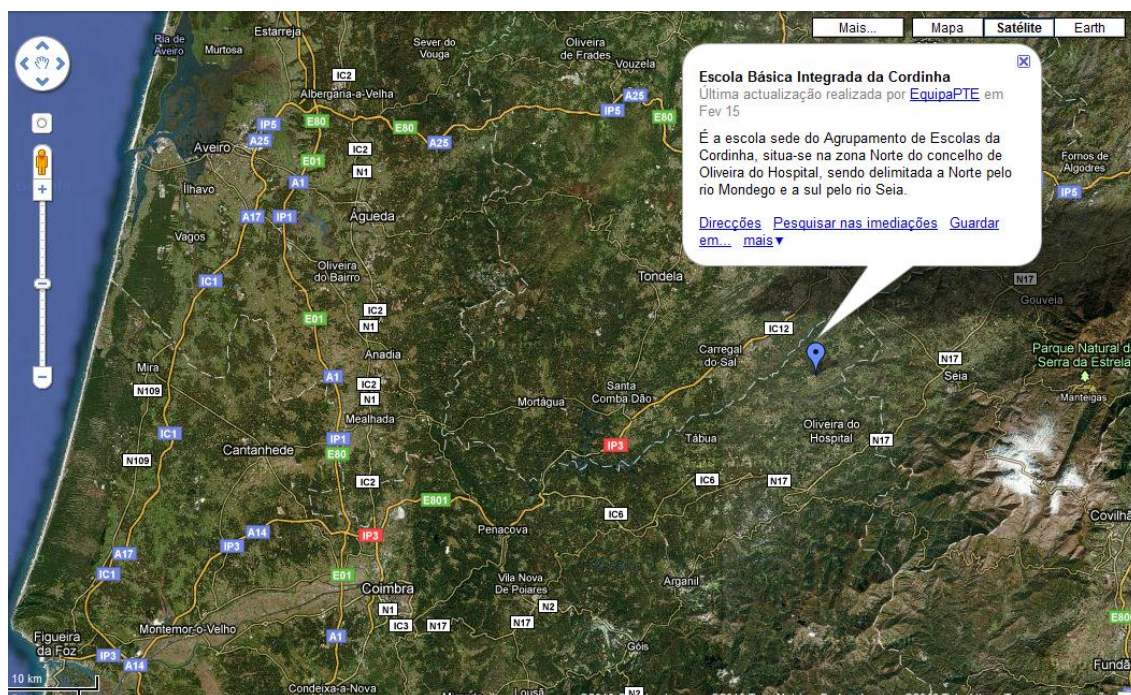 Mais...
Mapa
Satélite
Earth
Escola Básica Integrada da Cordinha
Última actualização realizada por EquipaPTE em
Fev 15
É a escola sede do Agrupamento de Escolas da
Cordinha, situa-se na zona Norte do concelho de
Oliveira do Hospital, sendo delimitada a Norte pelo
rio Mondego e a sul pelo rio Seia.
Direcções Pesquisar nas imediações Guardar
em... mais▼
Estarreja
Ria de
Aveiro
Murtosa
Sever do
Vouga
Oliveira
de Frades
Vouzela
IC2
Albergaria-a-Velha
A25
IP5
E80
IP5
E80
E80
A25
A25
Aveiro
IC2
E01
N1
Fornos de
Algodres
IP5
Ílhavo
A1
A17
IP1
Águeda
Vagos
Oliveira
do Bairro
Tondela
N17
Gouveia
IC1
IC2
E01
N1
IC12
Anadia
Carregal
do Sal
N17
Seia
Parque Natural d
Serra da Estrela
Manteigas
Mira
N109
A1
IC2
N1
Santa
Comba Dão
Mortágua
Mealhada
Oliveira do
Hospital
N17
IC1
IP1
E80
Cantanhede
IP3
Tábua
N109
IC2
IC6
N17
E801
IC6
Penacova
Covilhã
A14
IP3
IP3
A17
IC1
E01
Coimbra
Vila Nova
De Poiares
Arganil
N1
N2
IC3
N17
N17
E80
Montemor-o-Velho
A1
Figueira
da Foz
Góis
IP3
A14
Fundã
10 km
Condeixa-a-Nova
Lousã
N2